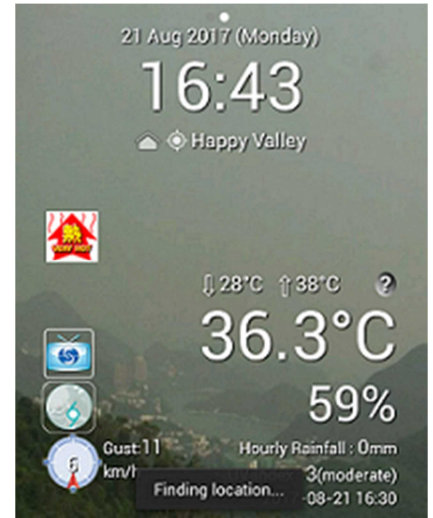 21 Aug 2017 (Monday)
16:43
Happy Valley
熱
VERY HOT
28°C 38°C ?
36.3°C
59%
Gust:11
km/h
Hourly Rainfall : 0mm
3(moderate)
Finding location...
-08-21 16:30